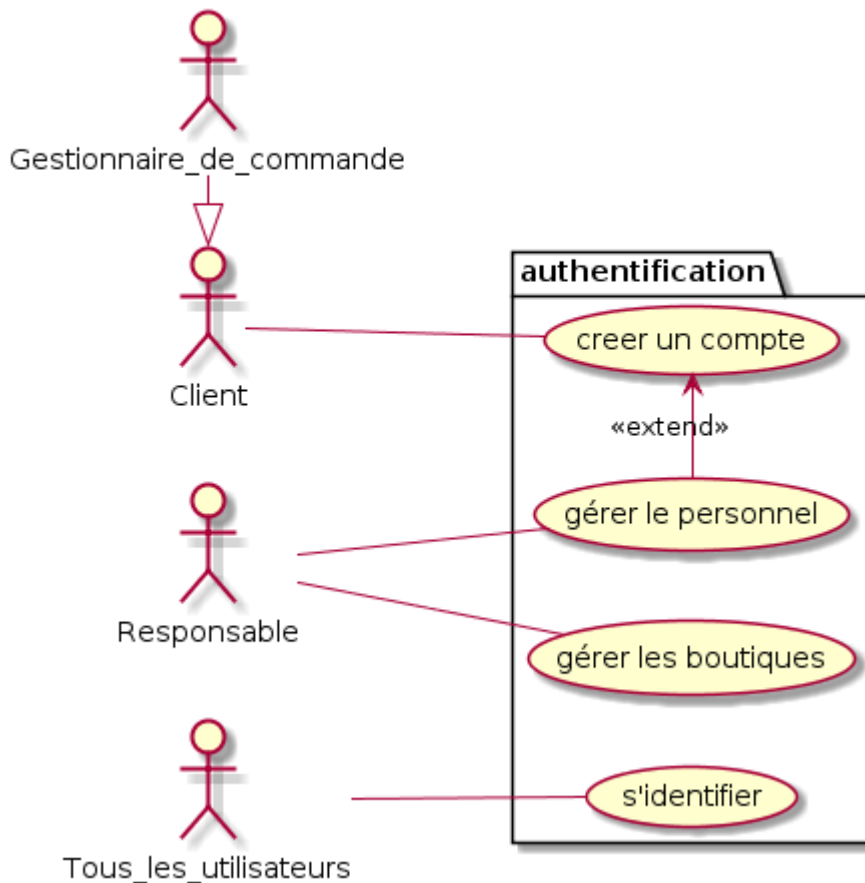 Gestionnaire_de_commande
authentification
creer un compte
Client
«extend»
gérer le personnel
Responsable
gérer les boutiques
s'identifier
Tous_les_utilisateurs